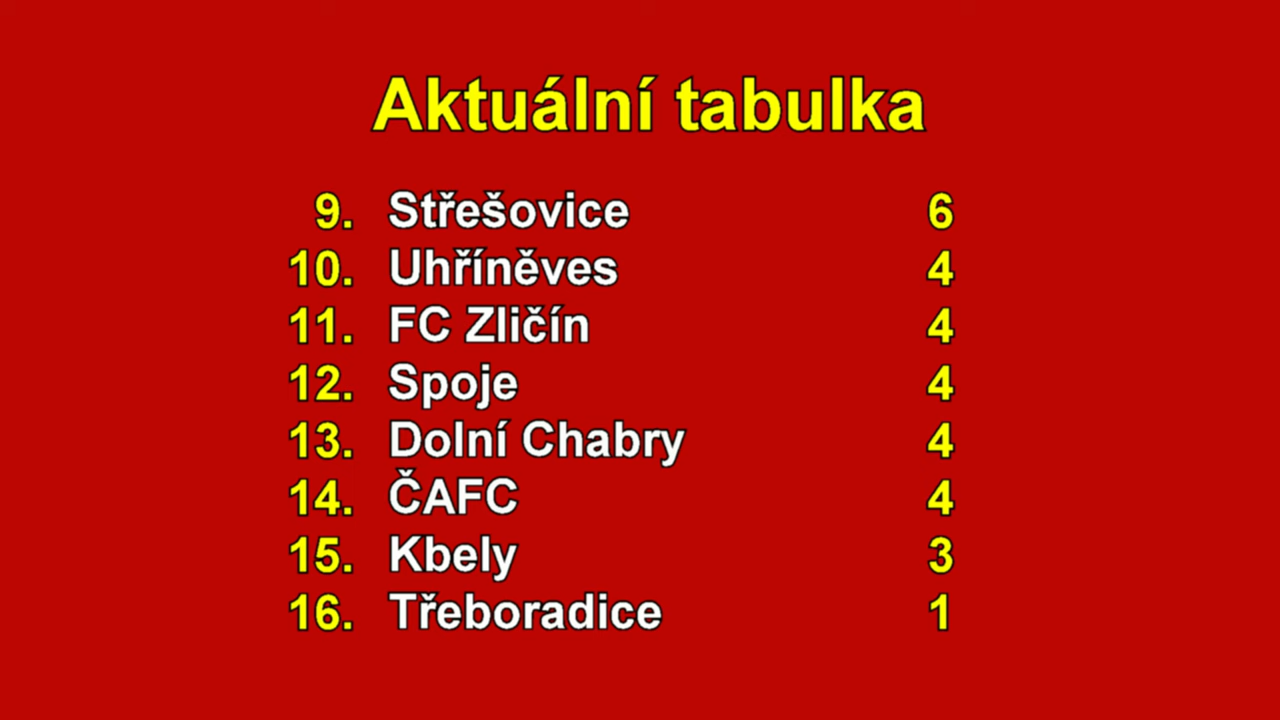 Aktuální tabulka
9. Střešovice 6
10. Uhříněves 4
11. FC Zličín 4
12. Spoje 4
13. Dolní Chabry 4
14. ČAFC 4
15. Kbely 3
16. Třeboradice 1